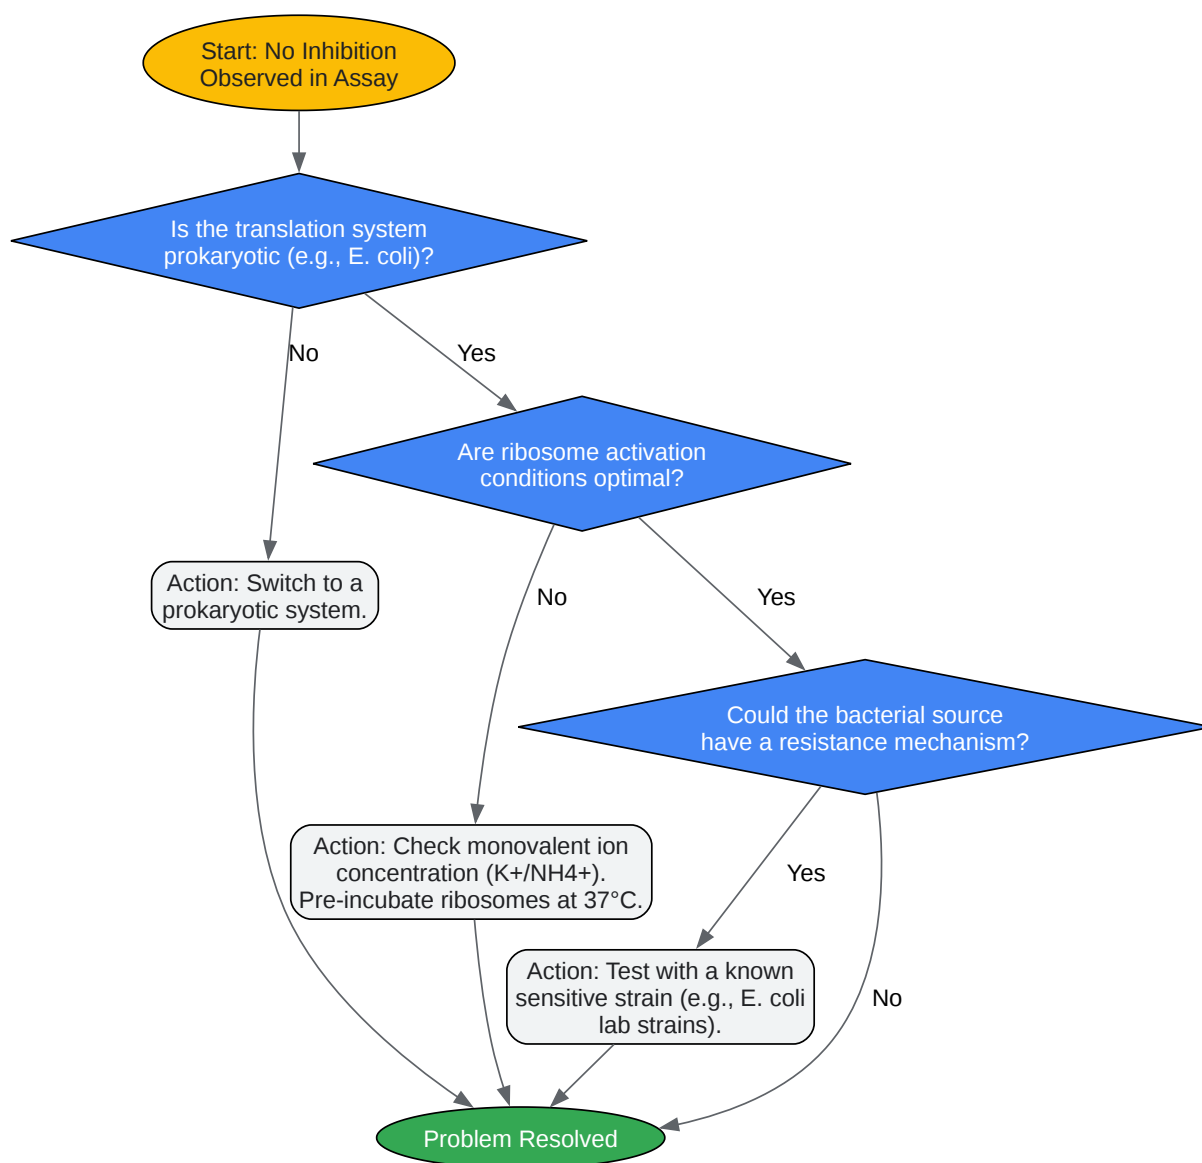 Start: No Inhibition
Observed in Assay
Is the translation system
prokaryotic (e.g., E. coli)?
No
Yes
Are ribosome activation
conditions optimal?
Action: Switch to a
prokaryotic system.
No
Yes
Could the bacterial source
have a resistance mechanism?
Action: Check monovalent ion
concentration (K+/NH4+).
Pre-incubate ribosomes at 37°C.
Yes
Action: Test with a known
sensitive strain (e.g., E. coli
lab strains).
No
Problem Resolved